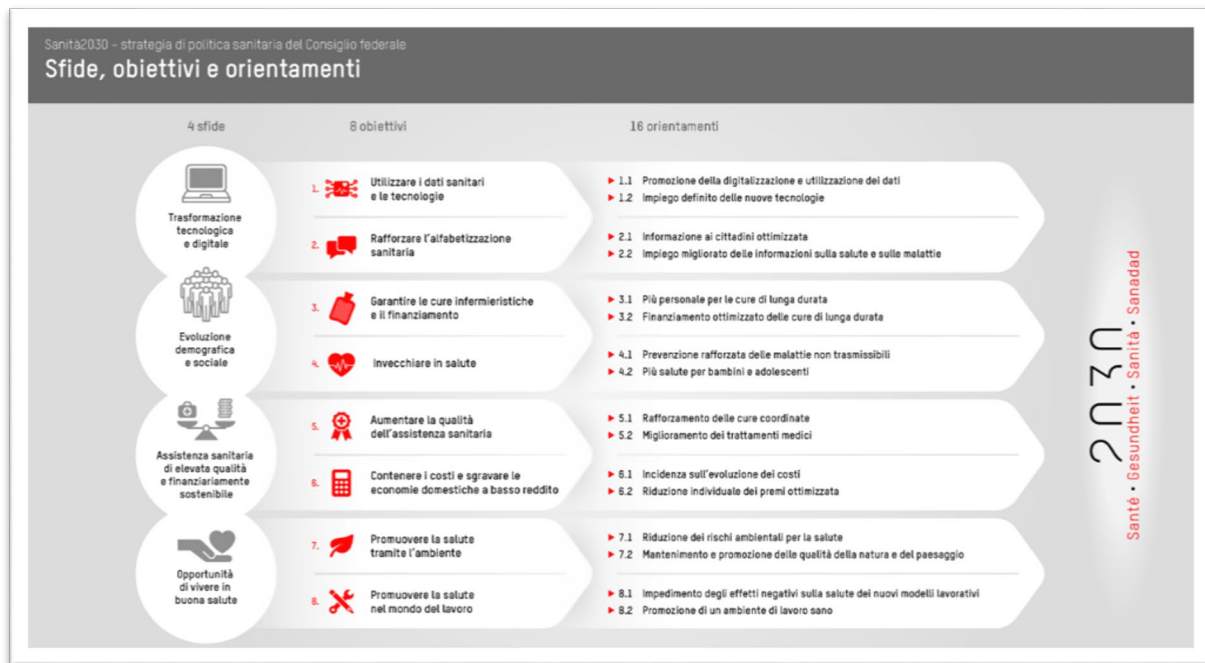 Sanità2030 - strategia di politica sanitaria del Consiglio federale
Sfide, obiettivi e orientamenti
4 sfide
8 obiettivi
16 orientamenti
Trasformazione
tecnologica
e digitale
1. Utilizzare i dati sanitari
e le tecnologie
► 1.1 Promozione della digitalizzazione e utilizzazione dei dati
► 1.2 Impiego definito delle nuove tecnologie
2. Rafforzare l'alfabetizzazione
sanitaria
► 2.1 Informazione ai cittadini ottimizzata
► 2.2 Impiego migliorato delle informazioni sulla salute e sulle malattie
Evoluzione
demografica
e sociale
3. Garantire le cure infermieristiche
e il finanziamento
► 3.1 Più personale per le cure di lunga durata
► 3.2 Finanziamento ottimizzato delle cure di lunga durata
4. Invecchiare in salute
► 4.1 Prevenzione rafforzata delle malattie non trasmissibili
► 4.2 Più salute per bambini e adolescenti
Assistenza sanitaria
di elevata qualità
e finanziariamente
sostenibile
5. Aumentare la qualità
dell'assistenza sanitaria
► 5.1 Rafforzamento delle cure coordinate
► 5.2 Miglioramento dei trattamenti medici
6. Contenere i costi e sgravare le
economie domestiche a basso reddito
► 6.1 Incidenza sull'evoluzione dei costi
► 6.2 Riduzione individuale dei premi ottimizzata
Opportunità
di vivere in
buona salute
7. Promuovere la salute
tramite l'ambiente
► 7.1 Riduzione dei rischi ambientali per la salute
► 7.2 Mantenimento e promozione delle qualità della natura e del paesaggio
8. Promuovere la salute
nel mondo del lavoro
► 8.1 Impedimento degli effetti negativi sulla salute dei nuovi modelli lavorativi
► 8.2 Promozione di un ambiente di lavoro sano
2030
Santé • Gesundheit • Sanità • Sanadad